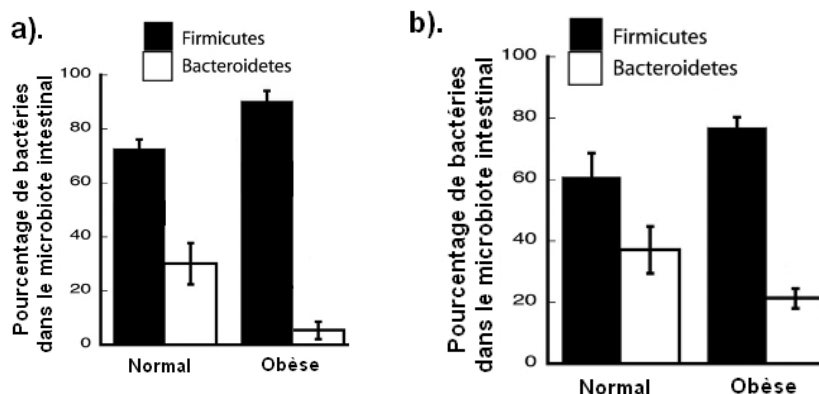 a).
Firmicutes
Bacteroidetes
Pourcentage de bactéries
dans le microbiote intestinal
100
80
60
40
20
0
Normal
Obèse
b).
Firmicutes
Bacteroidetes
Pourcentage de bactéries
dans le microbiote intestinal
100
80
60
40
20
0
Normal
Obèse